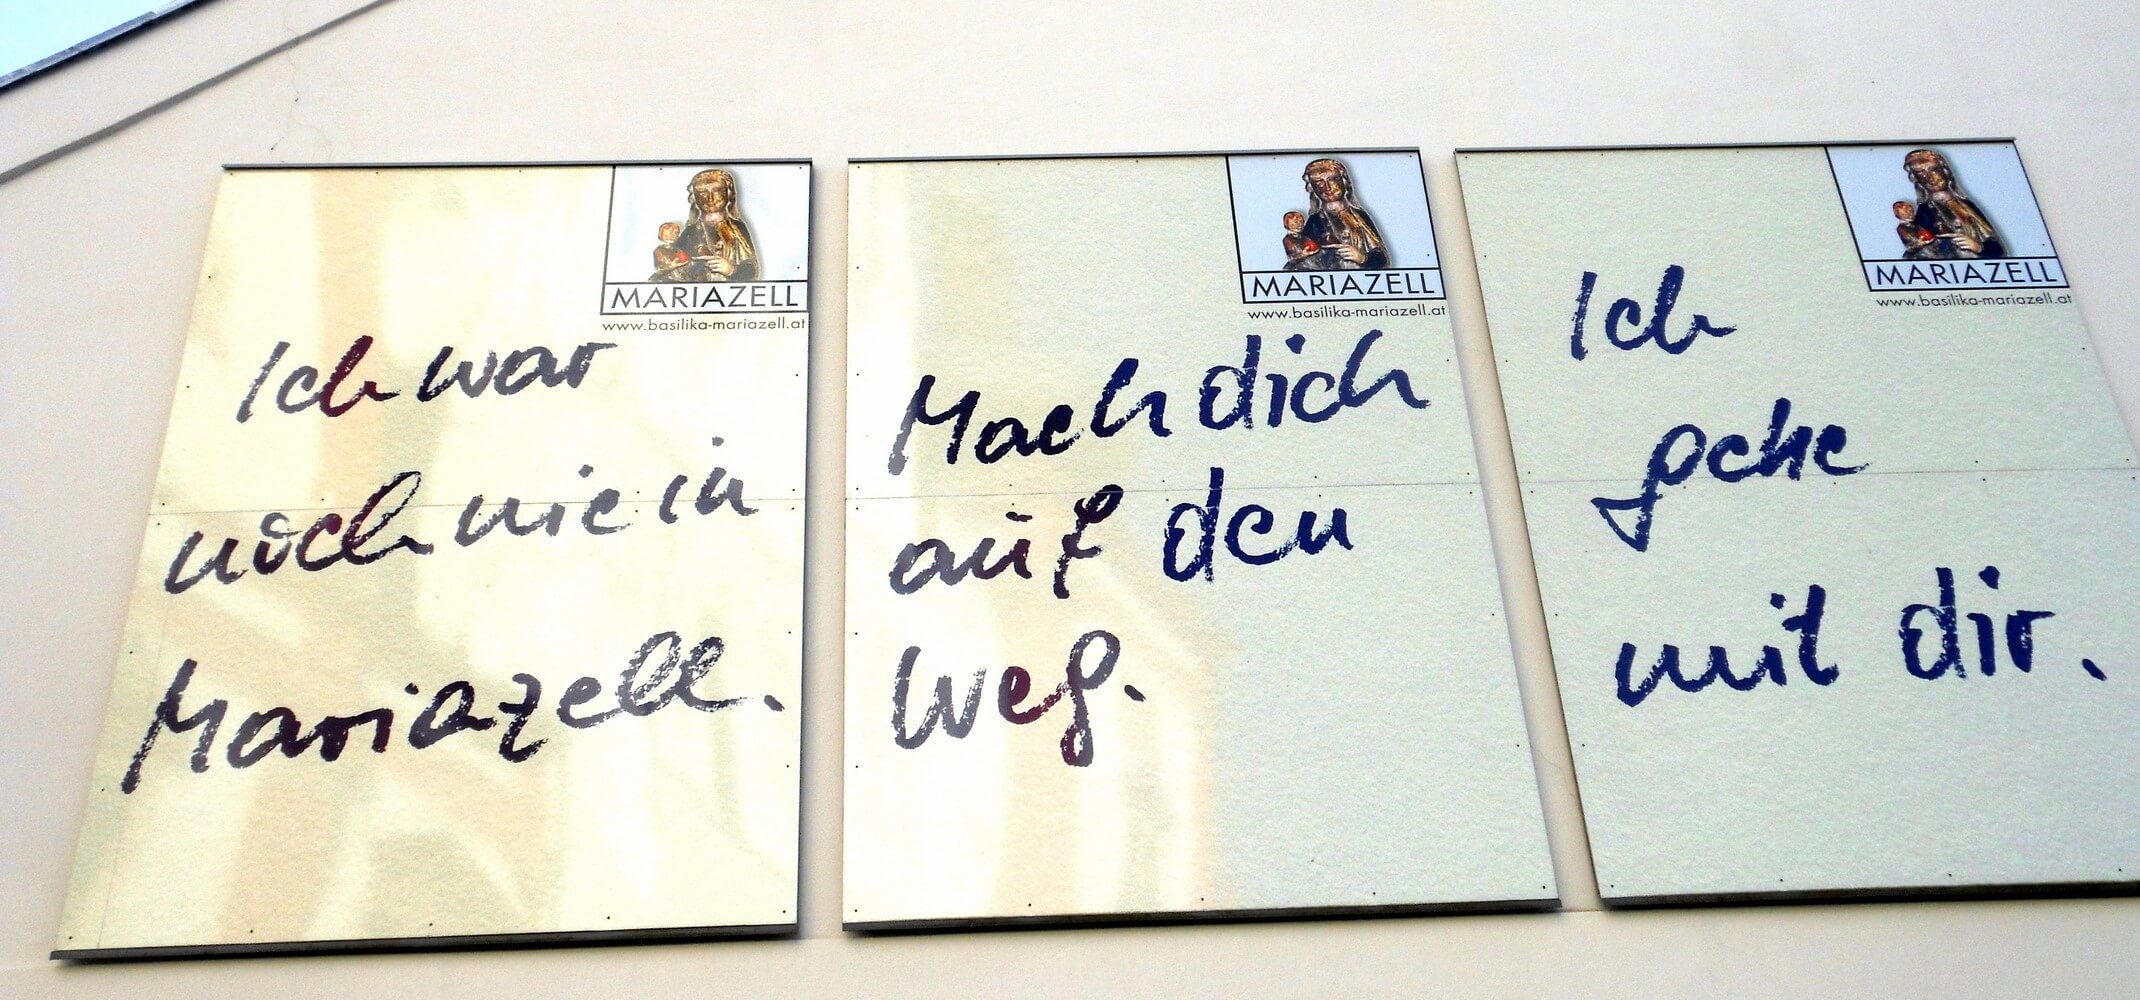 MARIAZELL
www.basilika-mariazell.at
Ich war
noch nie in
Mariazell.
MARIAZELL
www.basilika-mariazell.at
Mach dich
auf den
Weg.
MARIAZELL
www.basilika-mariazell.at
Ich
gehe
mit dir.